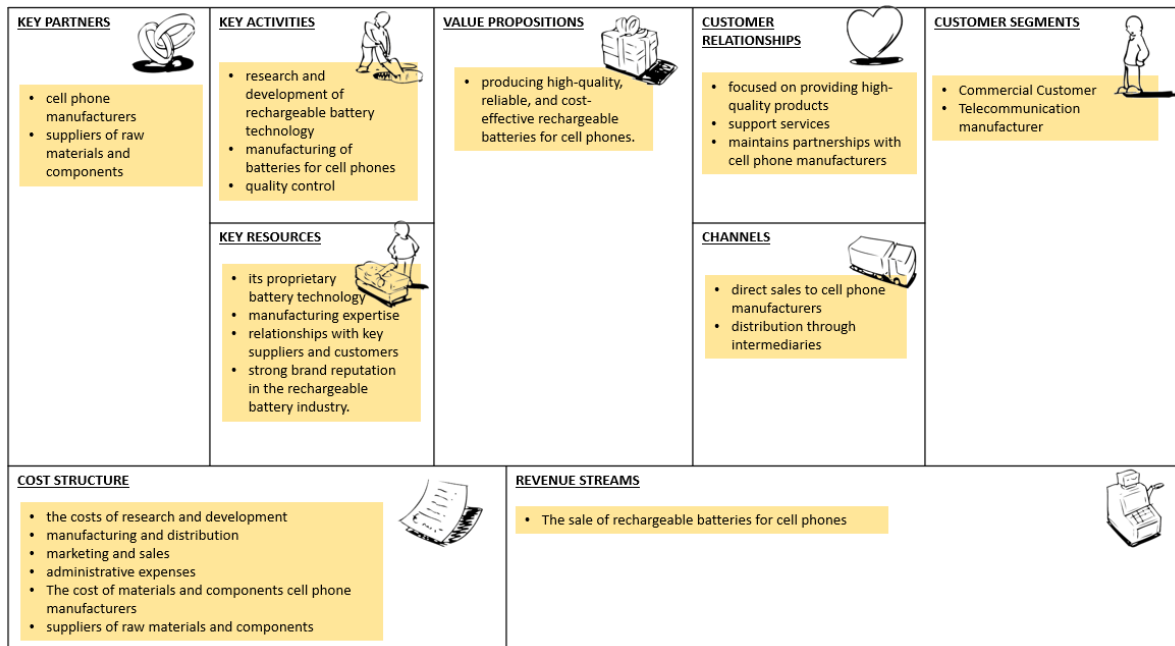 KEY PARTNERS
• cell phone
manufacturers
• suppliers of raw
materials and
components
KEY ACTIVITIES
• research and
development of
rechargeable battery
technology
• manufacturing of
batteries for cell phones
• quality control
KEY RESOURCES
• its proprietary
battery technology
• manufacturing expertise
• relationships with key
suppliers and customers
• strong brand reputation
in the rechargeable
battery industry.
VALUE PROPOSITIONS
• producing high-quality,
reliable, and cost-
effective rechargeable
batteries for cell phones.
CUSTOMER
RELATIONSHIPS
• focused on providing high-
quality products
• support services
• maintains partnerships with
cell phone manufacturers
CHANNELS
• direct sales to cell phone
manufacturers
• distribution through
intermediaries
CUSTOMER SEGMENTS
• Commercial Customer
• Telecommunication
manufacturer
COST STRUCTURE
• the costs of research and development
• manufacturing and distribution
• marketing and sales
• administrative expenses
• The cost of materials and components cell phone
manufacturers
• suppliers of raw materials and components
REVENUE STREAMS
• The sale of rechargeable batteries for cell phones